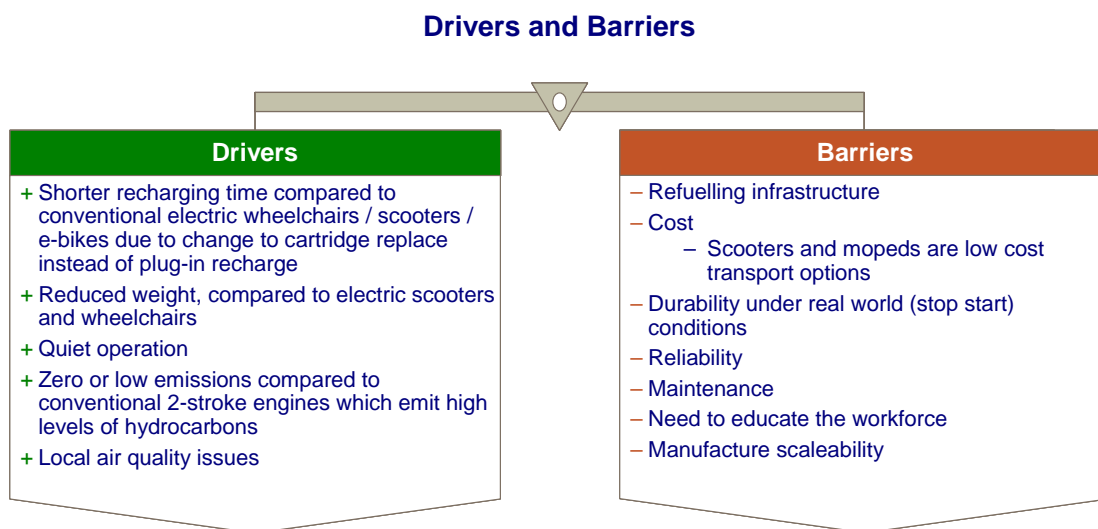 Drivers and Barriers
Drivers
+ Shorter recharging time compared to
conventional electric wheelchairs / scooters /
e-bikes due to change to cartridge replace
instead of plug-in recharge
+ Reduced weight, compared to electric scooters
and wheelchairs
+ Quiet operation
+ Zero or low emissions compared to
conventional 2-stroke engines which emit high
levels of hydrocarbons
+ Local air quality issues
Barriers
– Refuelling infrastructure
– Cost
– Scooters and mopeds are low cost
transport options
– Durability under real world (stop start)
conditions
– Reliability
– Maintenance
– Need to educate the workforce
– Manufacture scaleability